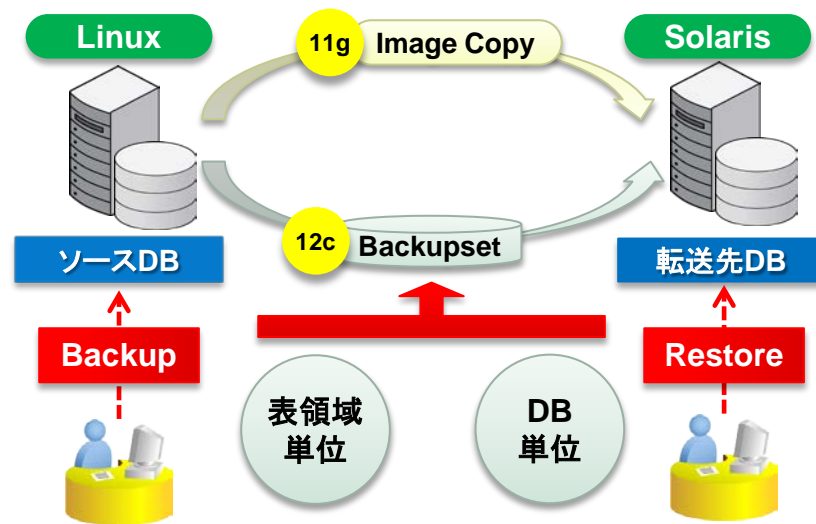 Linux
11g
Image Copy
Solaris
12c
Backupset
ソースDB
転送先DB
Backup
Restore
表領域
単位
DB
単位